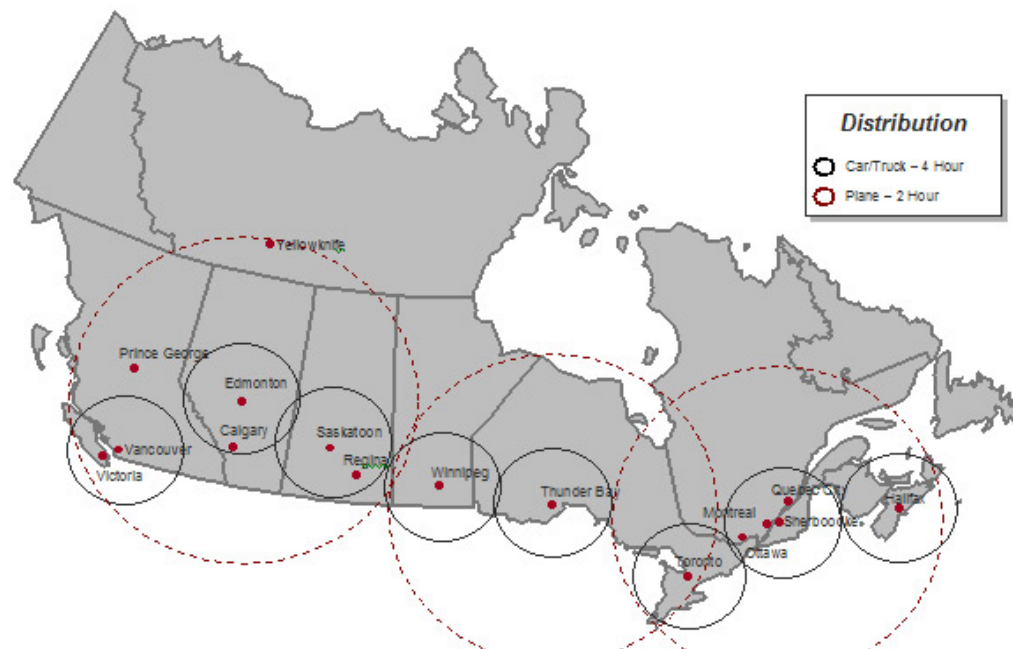 Distribution
Car/Truck – 4 Hour
Plane – 2 Hour
Yellowknife
Prince George
Edmonton
Calgary
Vancouver
Victoria
Saskatoon
Regina
Winnipeg
Thunder Bay
Quebec City
Montreal
Sherboocke
Halifax
Ottawa
Toronto